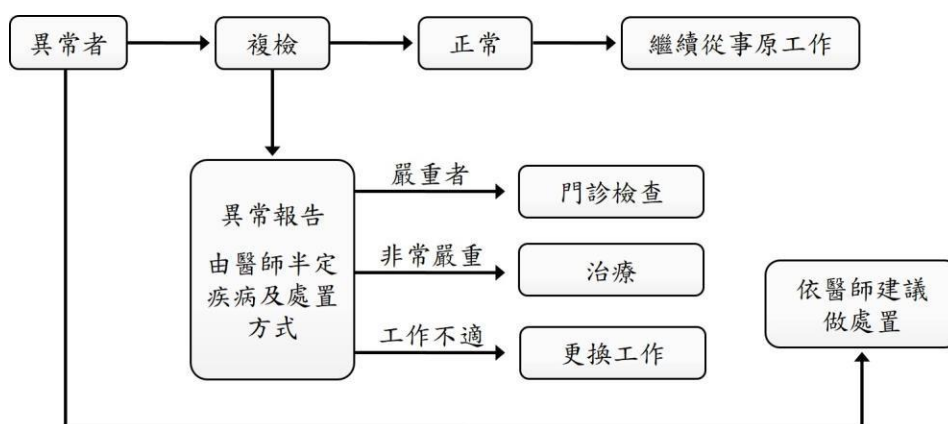 異常者
複檢
正常
繼續從事原工作
異常報告
由醫師半定
疾病及處置
方式
嚴重者
門診檢查
非常嚴重
治療
工作不適
更換工作
依醫師建議
做處置